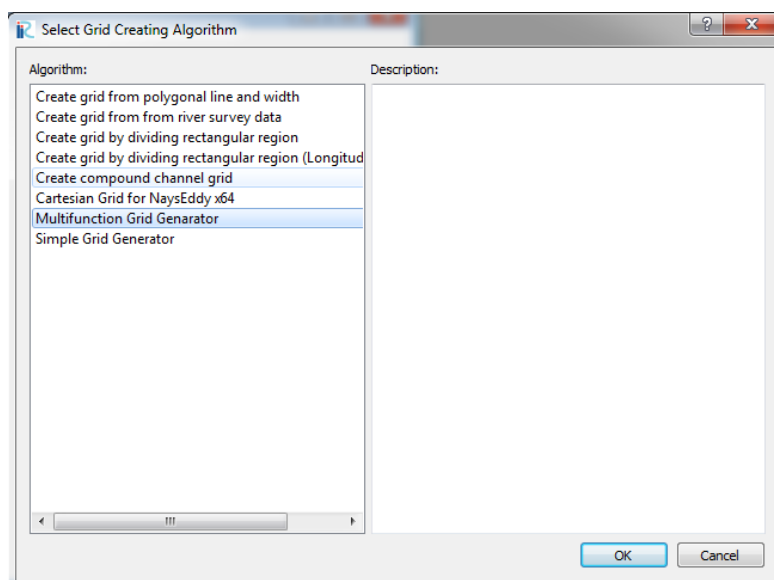 Select Grid Creating Algorithm
Algorithm:
Description:
Create grid from polygonal line and width
Create grid from from river survey data
Create grid by dividing rectangular region
Create grid by dividing rectangular region (Longitud
Create compound channel grid
Cartesian Grid for NaysEddy x64
Multifunction Grid Genarator
Simple Grid Generator
OK
Cancel